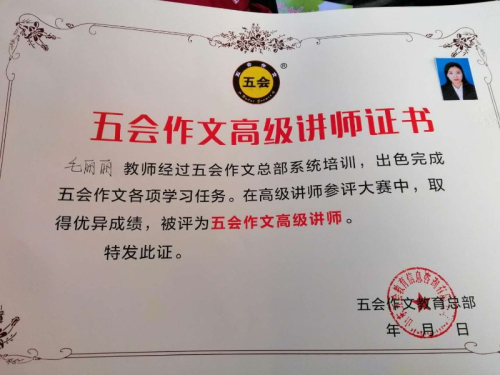 五会
®
五会作文高级讲师证书
毛丽丽 教师经过五会作文总部系统培训，出色完成
五会作文各项学习任务。在高级讲师参评大赛中，取
得优异成绩，被评为五会作文高级讲师。
特发此证。
五会作文教育总部
年 月 日